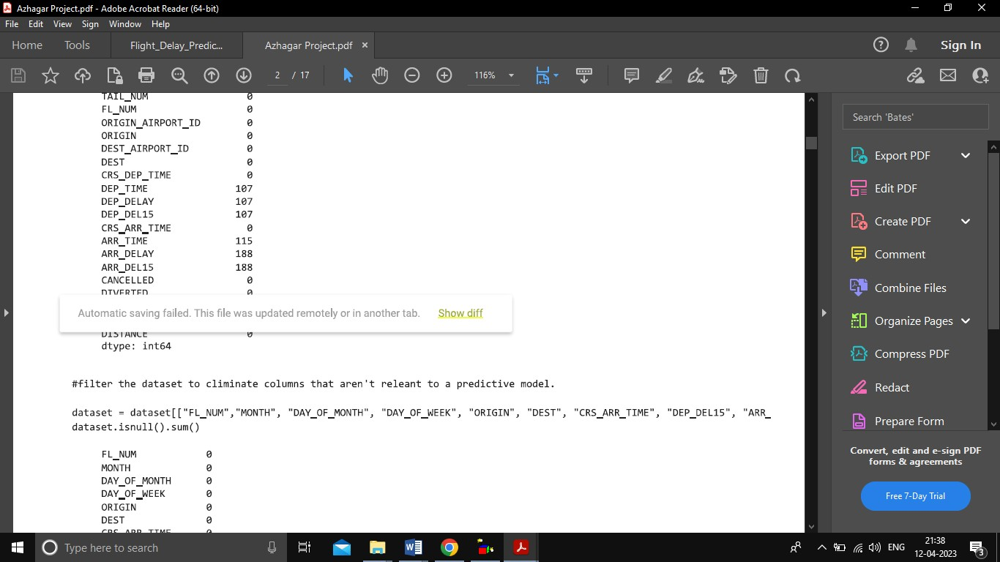 Azhagar Project.pdf - Adobe Acrobat Reader (64-bit)
File Edit View Sign Window Help
Home Tools Flight_Delay_Predic... Azhagar Project.pdf × Sign In
2 / 17 116%
TAIL_NUM 0
FL_NUM 0
ORIGIN_AIRPORT_ID 0
ORIGIN 0
DEST_AIRPORT_ID 0
DEST 0
CRS_DEP_TIME 0
DEP_TIME 107
DEP_DELAY 107
DEP_DEL15 107
CRS_ARR_TIME 0
ARR_TIME 115
ARR_DELAY 188
ARR_DEL15 188
CANCELLED 0
DIVERTED 0
Automatic saving failed. This file was updated remotely or in another tab. Show diff
DISTANCE 0
dtype: int64
#filter the dataset to climinate columns that aren't releant to a predictive model.
dataset = dataset[["FL_NUM","MONTH", "DAY_OF_MONTH", "DAY_OF_WEEK", "ORIGIN", "DEST", "CRS_ARR_TIME", "DEP_DEL15", "ARR_
dataset.isnull().sum()
FL_NUM 0
MONTH 0
DAY_OF_MONTH 0
DAY_OF_WEEK 0
ORIGIN 0
DEST 0
CRS_ARR_TIME 0
Search 'Bates'
Export PDF
Edit PDF
Create PDF
Comment
Combine Files
Organize Pages
Compress PDF
Redact
Prepare Form
Convert, edit and e-sign PDF
forms & agreements
Free 7-Day Trial
Type here to search
ENG
21:38
12-04-2023
3